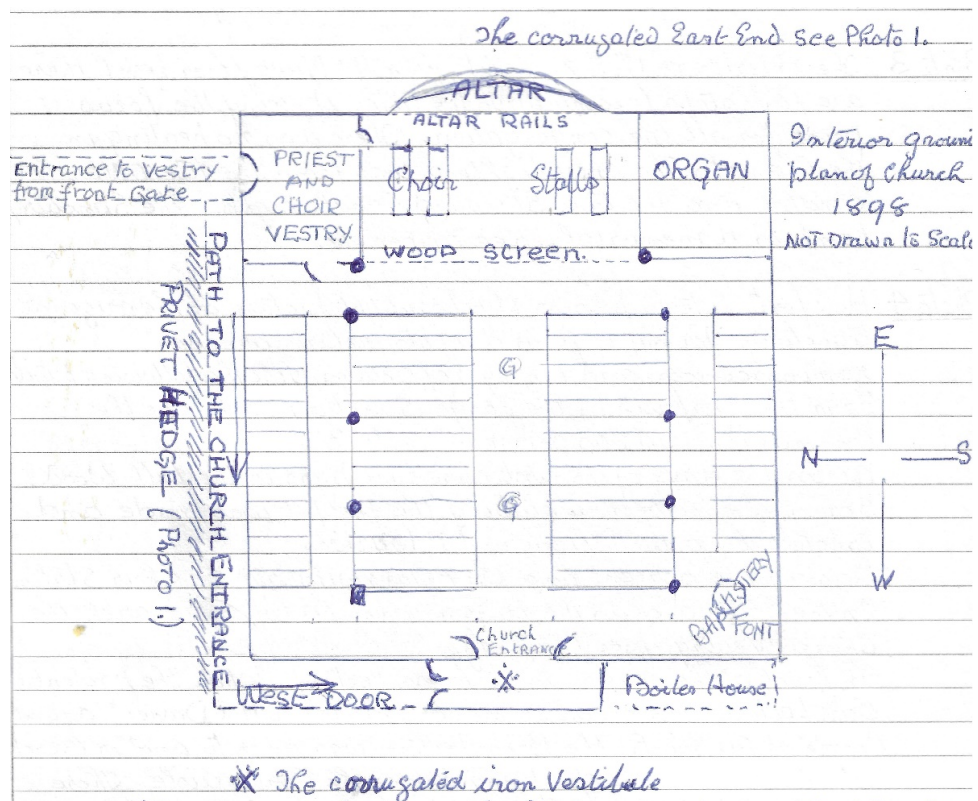 The corrugated East End See Photo 1.
ALTAR
ALTAR RAILS
Interior ground
plan of Church
1898
Not Drawn to Scale
Entrance to Vestry
from front Gate
PRIEST
AND
CHOIR
VESTRY
Choir
Stalls
ORGAN
WOOD SCREEN.
PATH TO THE CHURCH ENTRANCE
PRIVET HEDGE (PHOTO 1.)
G
G
E
N
S
W
BAPTISTERY
FONT
Church
ENTRANCE
WEST DOOR
Boiler House
The corrugated iron Vestibule